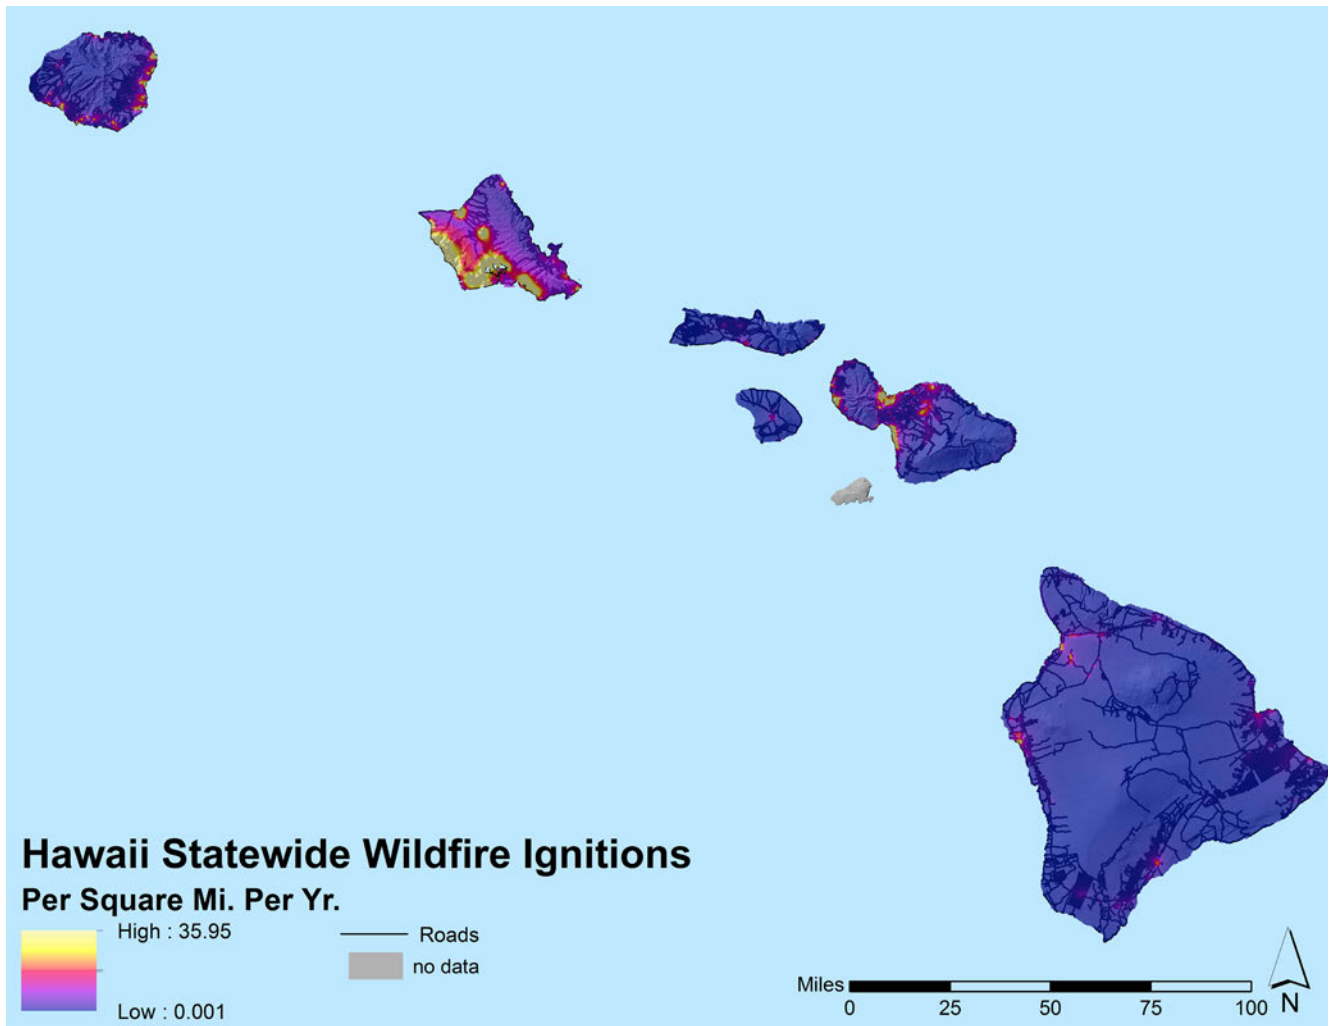 Hawaii Statewide Wildfire Ignitions
Per Square Mi. Per Yr.
High : 35.95
Low : 0.001
Roads
no data
Miles
0 25 50 75 100
N